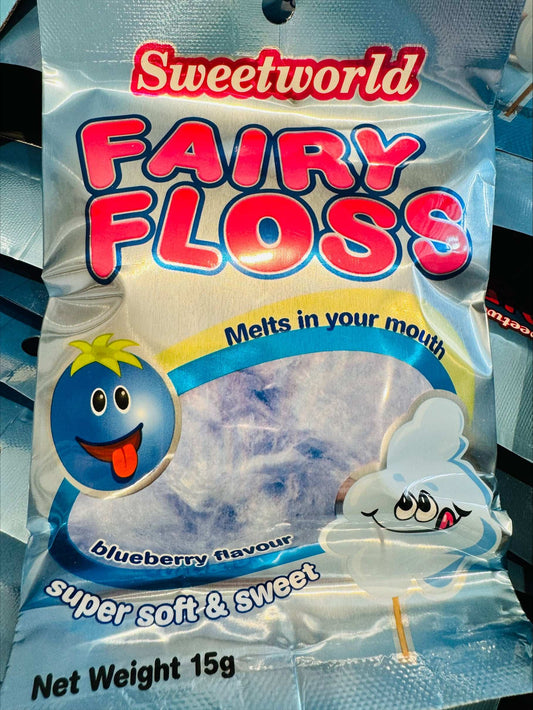 Sweetworld
FAIRY
FLOSS
Melts in your mouth
blueberry flavour
super soft & sweet
Net Weight 15g